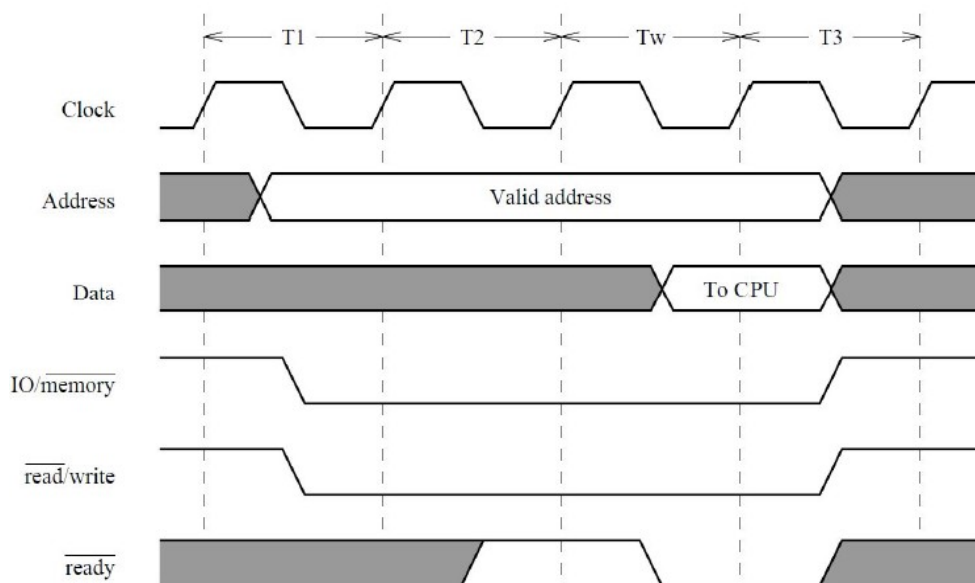 T1 T2 Tw T3
Clock
Address Valid address
Data To CPU
IO/memory
read/write
ready